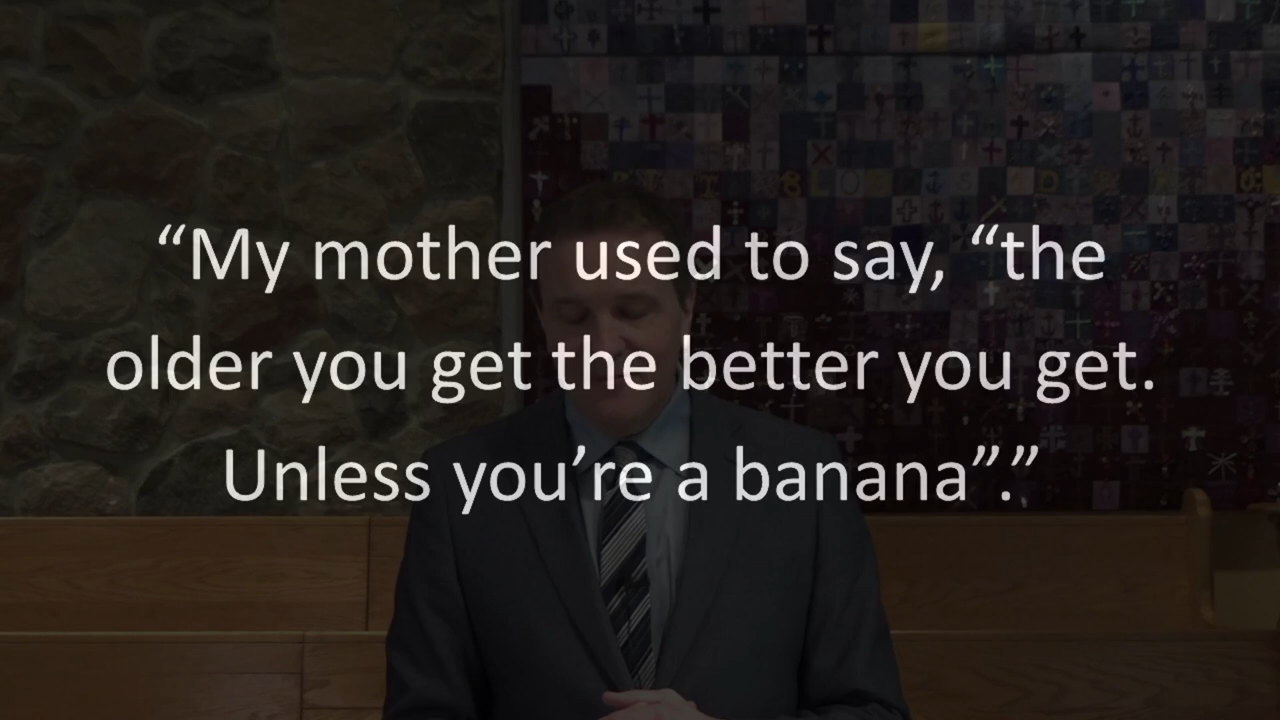 “My mother used to say, “the
older you get the better you get.
Unless you’re a banana”.”